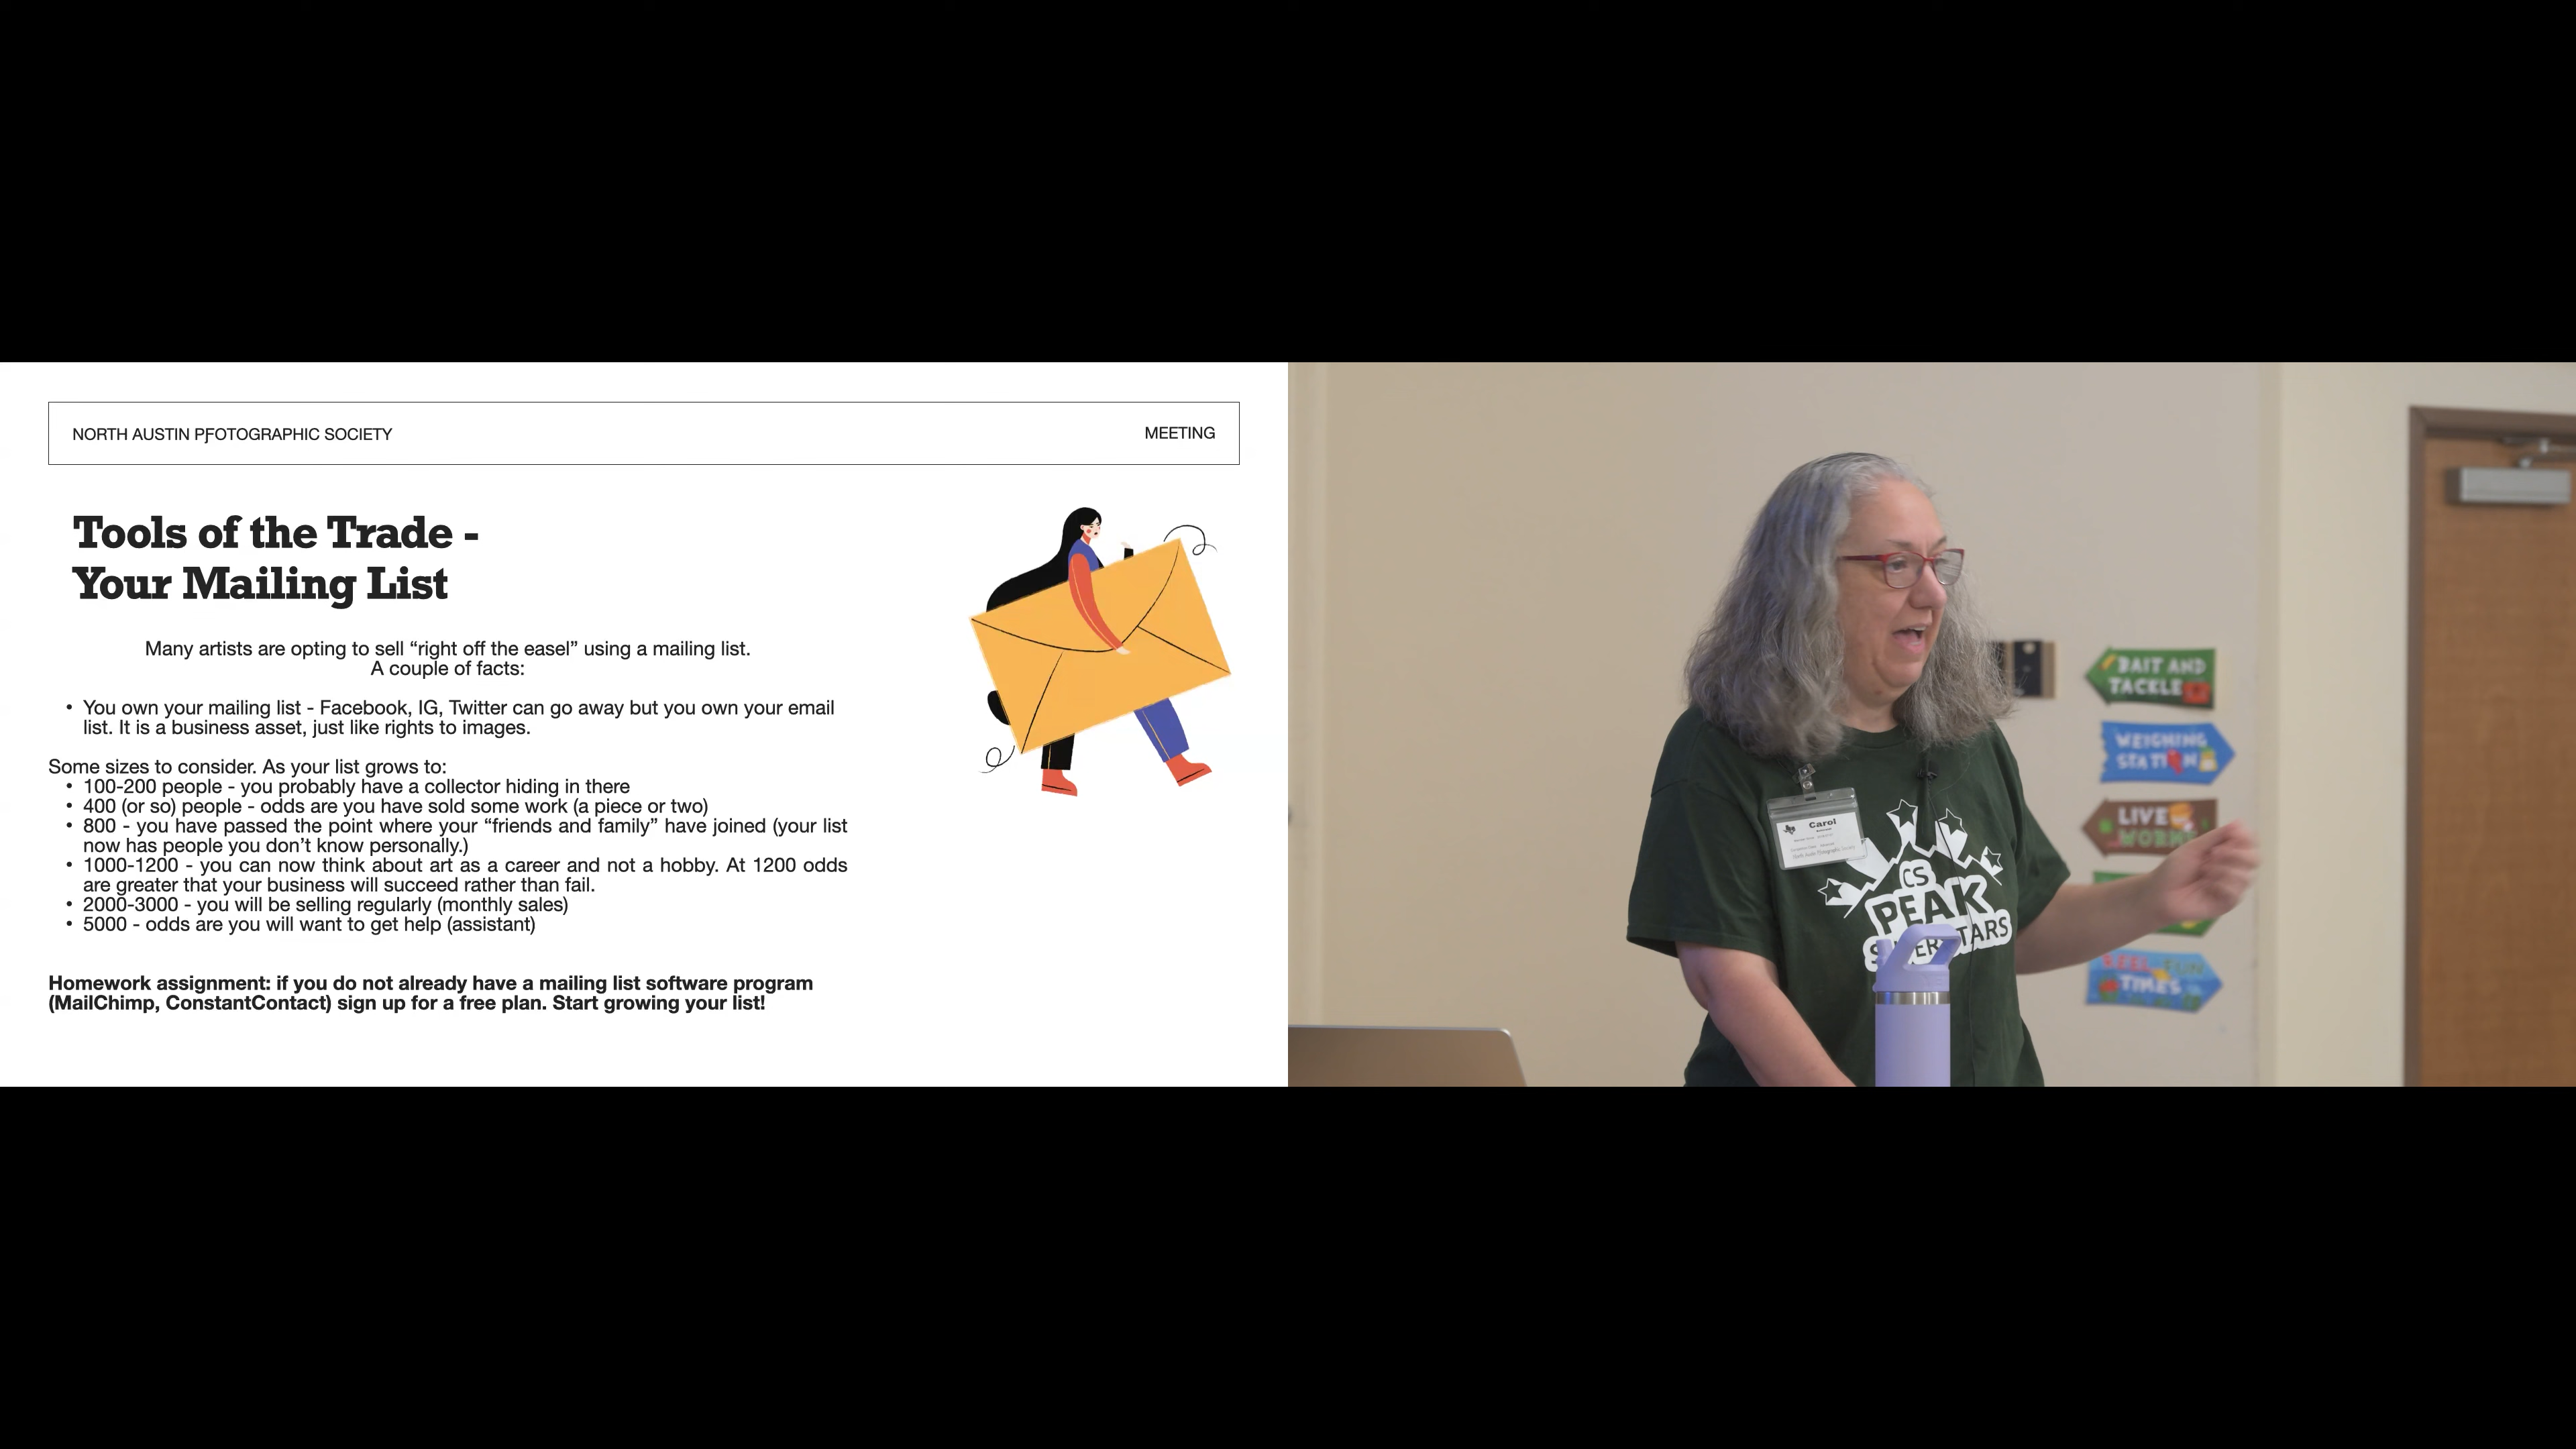 NORTH AUSTIN PƑOTOGRAPHIC SOCIETY
MEETING
Tools of the Trade -
Your Mailing List
Many artists are opting to sell “right off the easel” using a mailing list.
A couple of facts:
• You own your mailing list - Facebook, IG, Twitter can go away but you own your email
list. It is a business asset, just like rights to images.
Some sizes to consider. As your list grows to:
• 100-200 people - you probably have a collector hiding in there
• 400 (or so) people - odds are you have sold some work (a piece or two)
• 800 - you have passed the point where your “friends and family” have joined (your list
now has people you don’t know personally.)
• 1000-1200 - you can now think about art as a career and not a hobby. At 1200 odds
are greater that your business will succeed rather than fail.
• 2000-3000 - you will be selling regularly (monthly sales)
• 5000 - odds are you will want to get help (assistant)
Homework assignment: if you do not already have a mailing list software program
(MailChimp, ConstantContact) sign up for a free plan. Start growing your list!
BAIT AND
TACKLE
WEIGHING
STATION
LIVE
WORMS
REEL FUN
TIMES
Carol
CS
PEAK